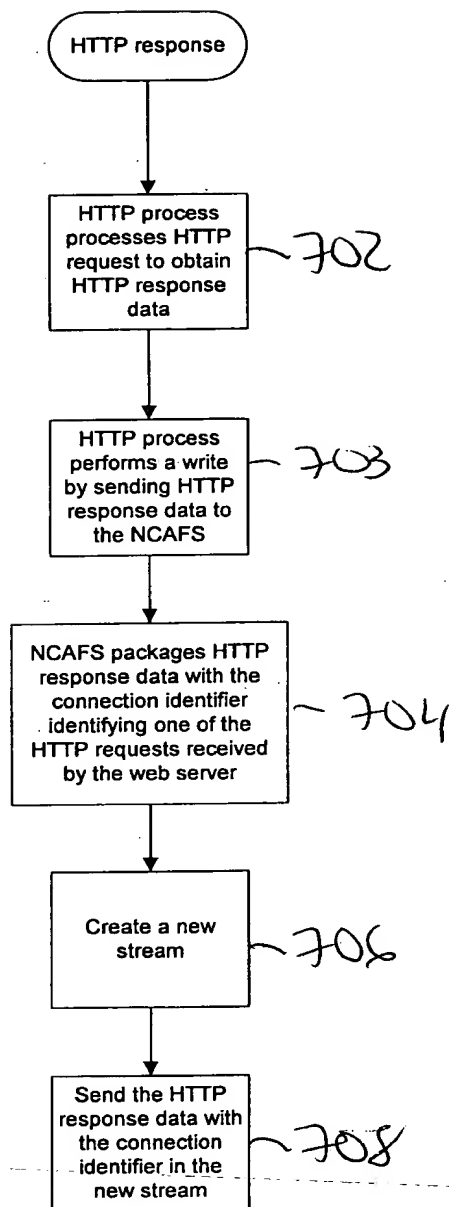 HTTP response
HTTP process
processes HTTP
request to obtain
HTTP response
data
702
HTTP process
performs a write
by sending HTTP
response data to
the NCAFS
703
NCAFS packages HTTP
response data with the
connection identifier
identifying one of the
HTTP requests received
by the web server
704
Create a new
stream
706
Send the HTTP
response data with
the connection
identifier in the
new stream
708